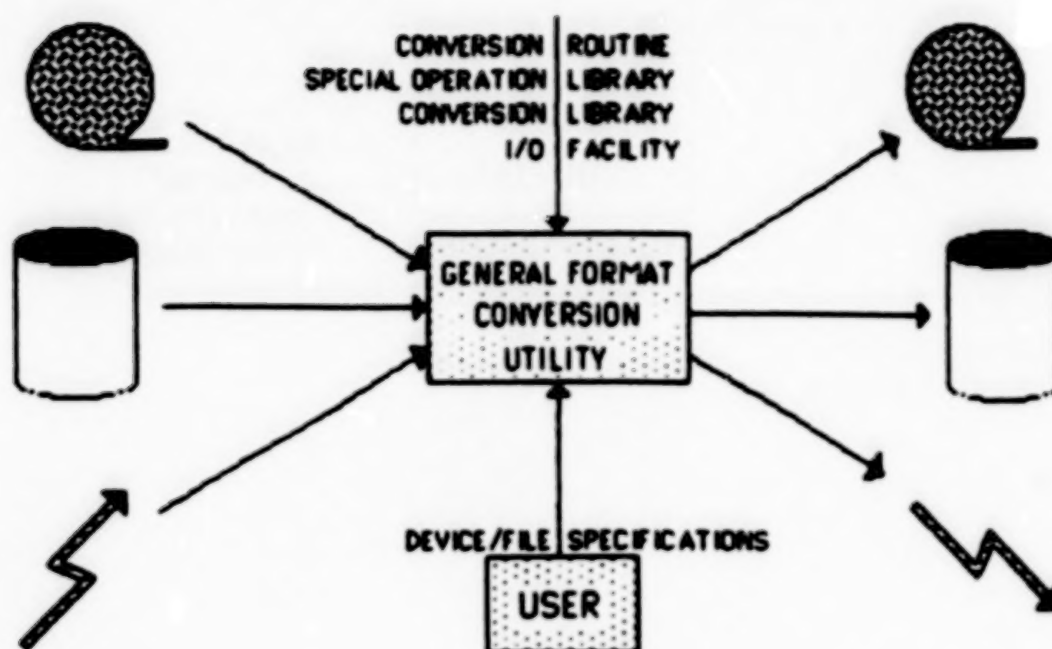 CONVERSION ROUTINE
SPECIAL OPERATION LIBRARY
CONVERSION LIBRARY
I/O FACILITY
GENERAL FORMAT
CONVERSION
UTILITY
DEVICE/FILE SPECIFICATIONS
USER